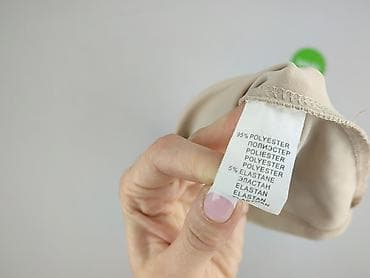 95% POLYESTER
ПОЛИЭСТЕР
POLIESTER
POLYESTER
POLYESTER
5% ELASTANE
ЭЛАСТАН
ELASTAN
ELASTAN